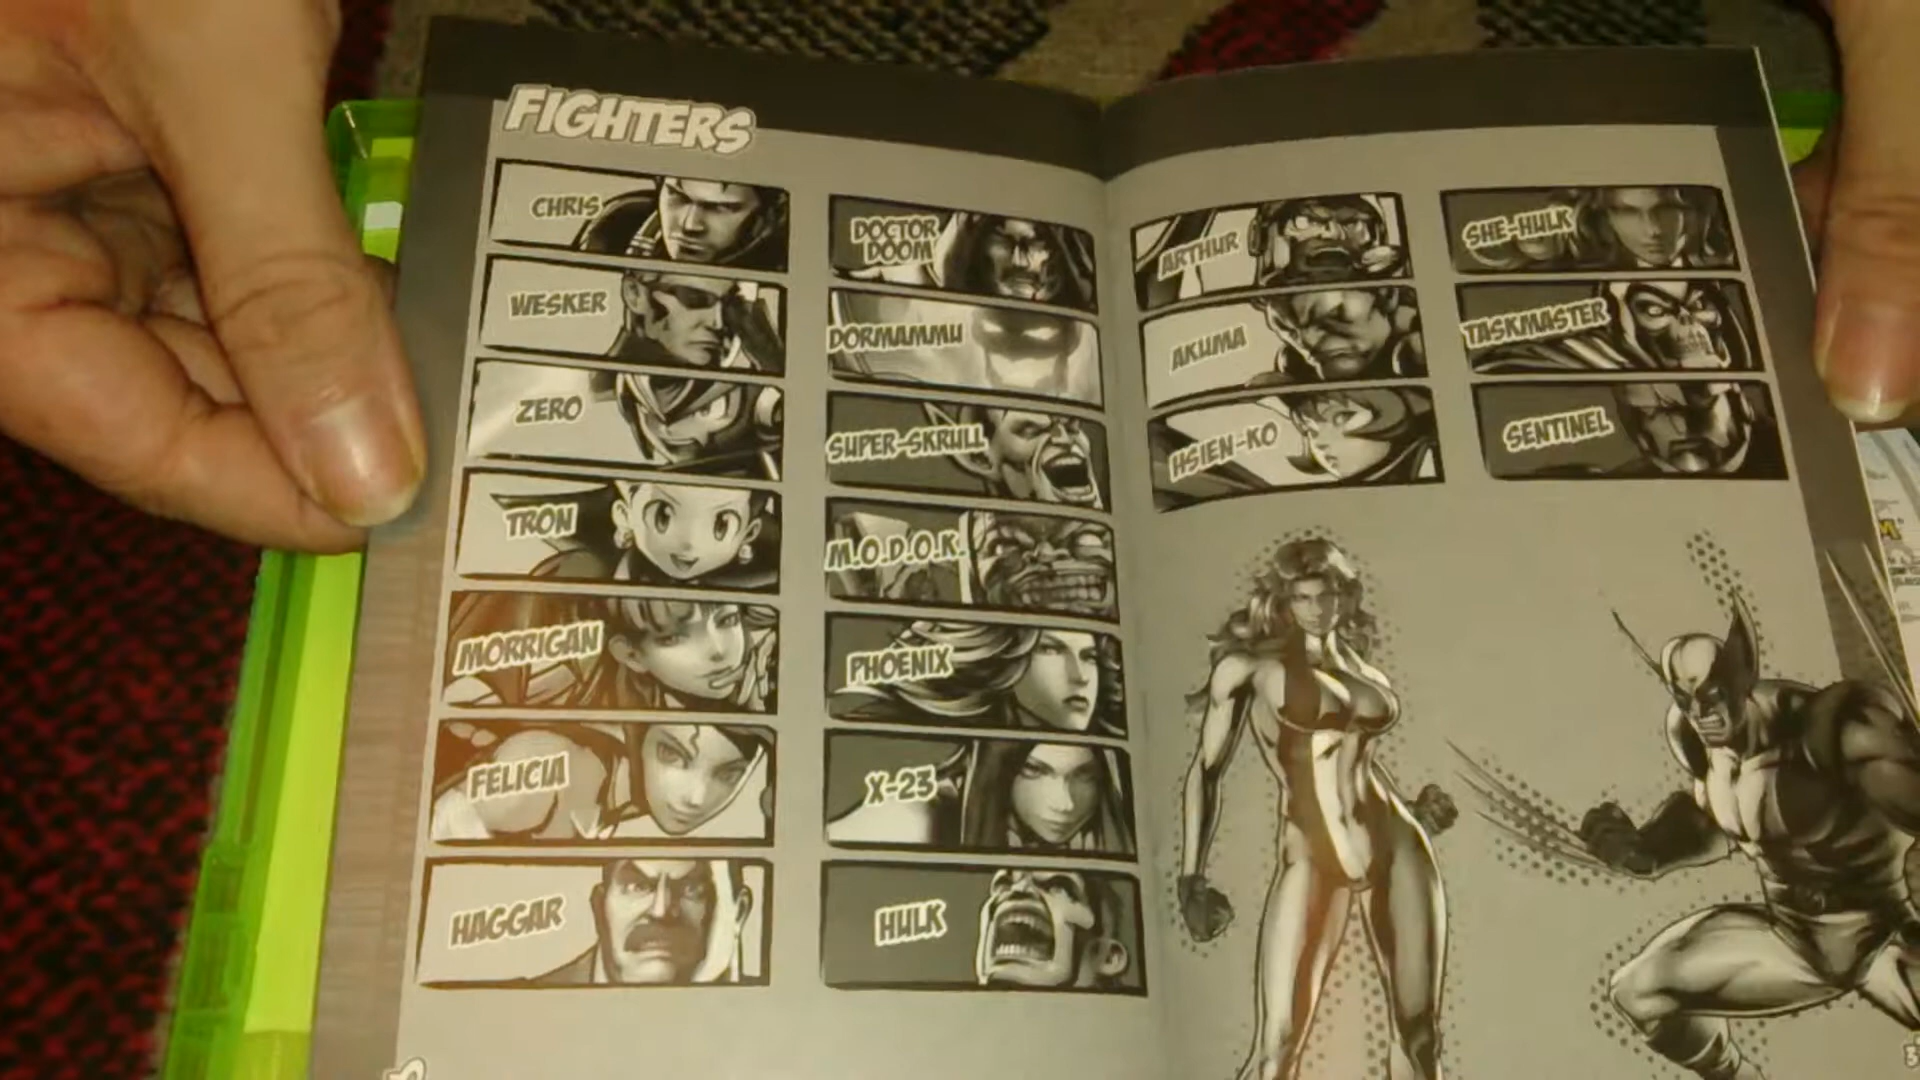 FIGHTERS
CHRIS
WESKER
ZERO
TRON
MORRIGAN
FELICIA
HAGGAR
DOCTOR
DOOM
DORMAMMU
SUPER-SKRULL
M.O.D.O.K.
PHOENIX
X-23
HULK
ARTHUR
AKUMA
HSIEN-KO
SHE-HULK
TASKMASTER
SENTINEL